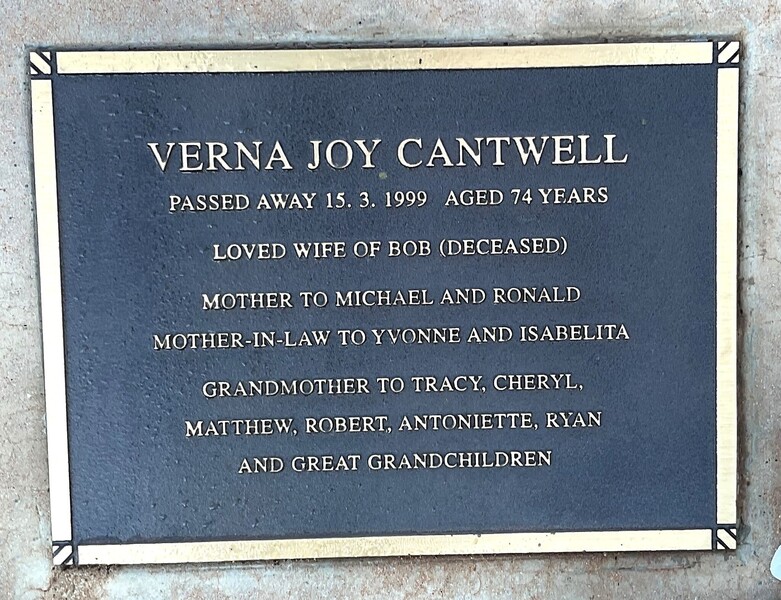 VERNA JOY CANTWELL
PASSED AWAY 15. 3. 1999 AGED 74 YEARS
LOVED WIFE OF BOB (DECEASED)
MOTHER TO MICHAEL AND RONALD
MOTHER-IN-LAW TO YVONNE AND ISABELITA
GRANDMOTHER TO TRACY, CHERYL,
MATTHEW, ROBERT, ANTONIETTE, RYAN
AND GREAT GRANDCHILDREN